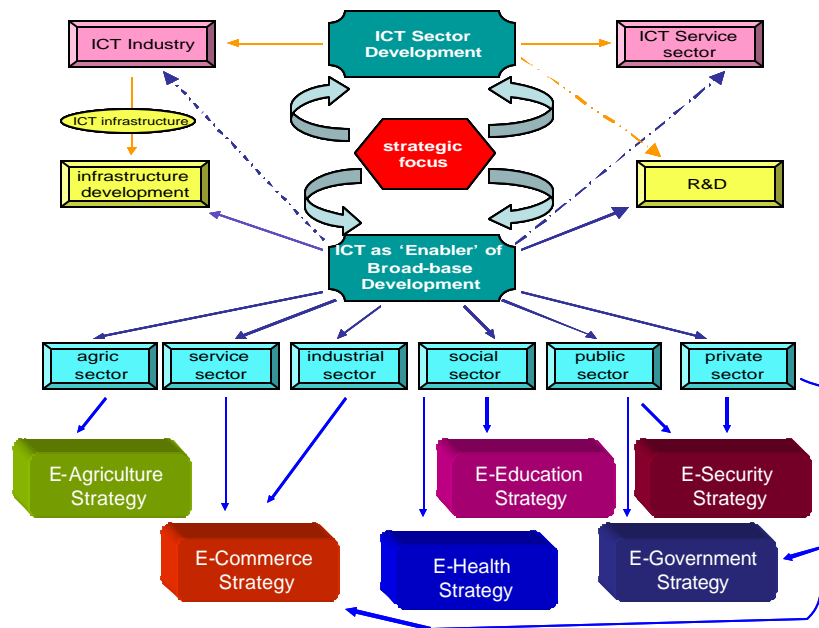 ICT Industry
ICT Sector
Development
ICT Service
sector
ICT infrastructure
strategic
focus
infrastructure
development
R&D
ICT as ‘Enabler’ of
Broad-base
Development
agric
sector
service
sector
industrial
sector
social
sector
public
sector
private
sector
E-Agriculture
Strategy
E-Education
Strategy
E-Security
Strategy
E-Commerce
Strategy
E-Health
Strategy
E-Government
Strategy